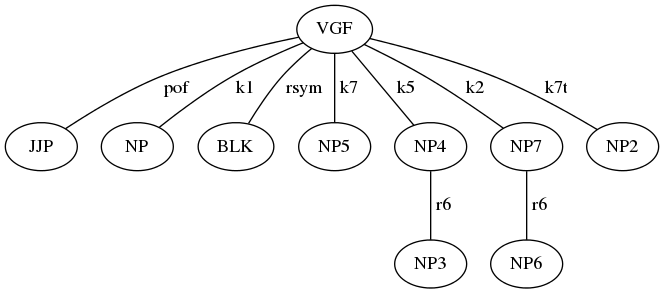 VGF
pof k1 rsym k7 k5 k2 k7t
JJP NP BLK NP5 NP4 NP7 NP2
r6 r6
NP3 NP6